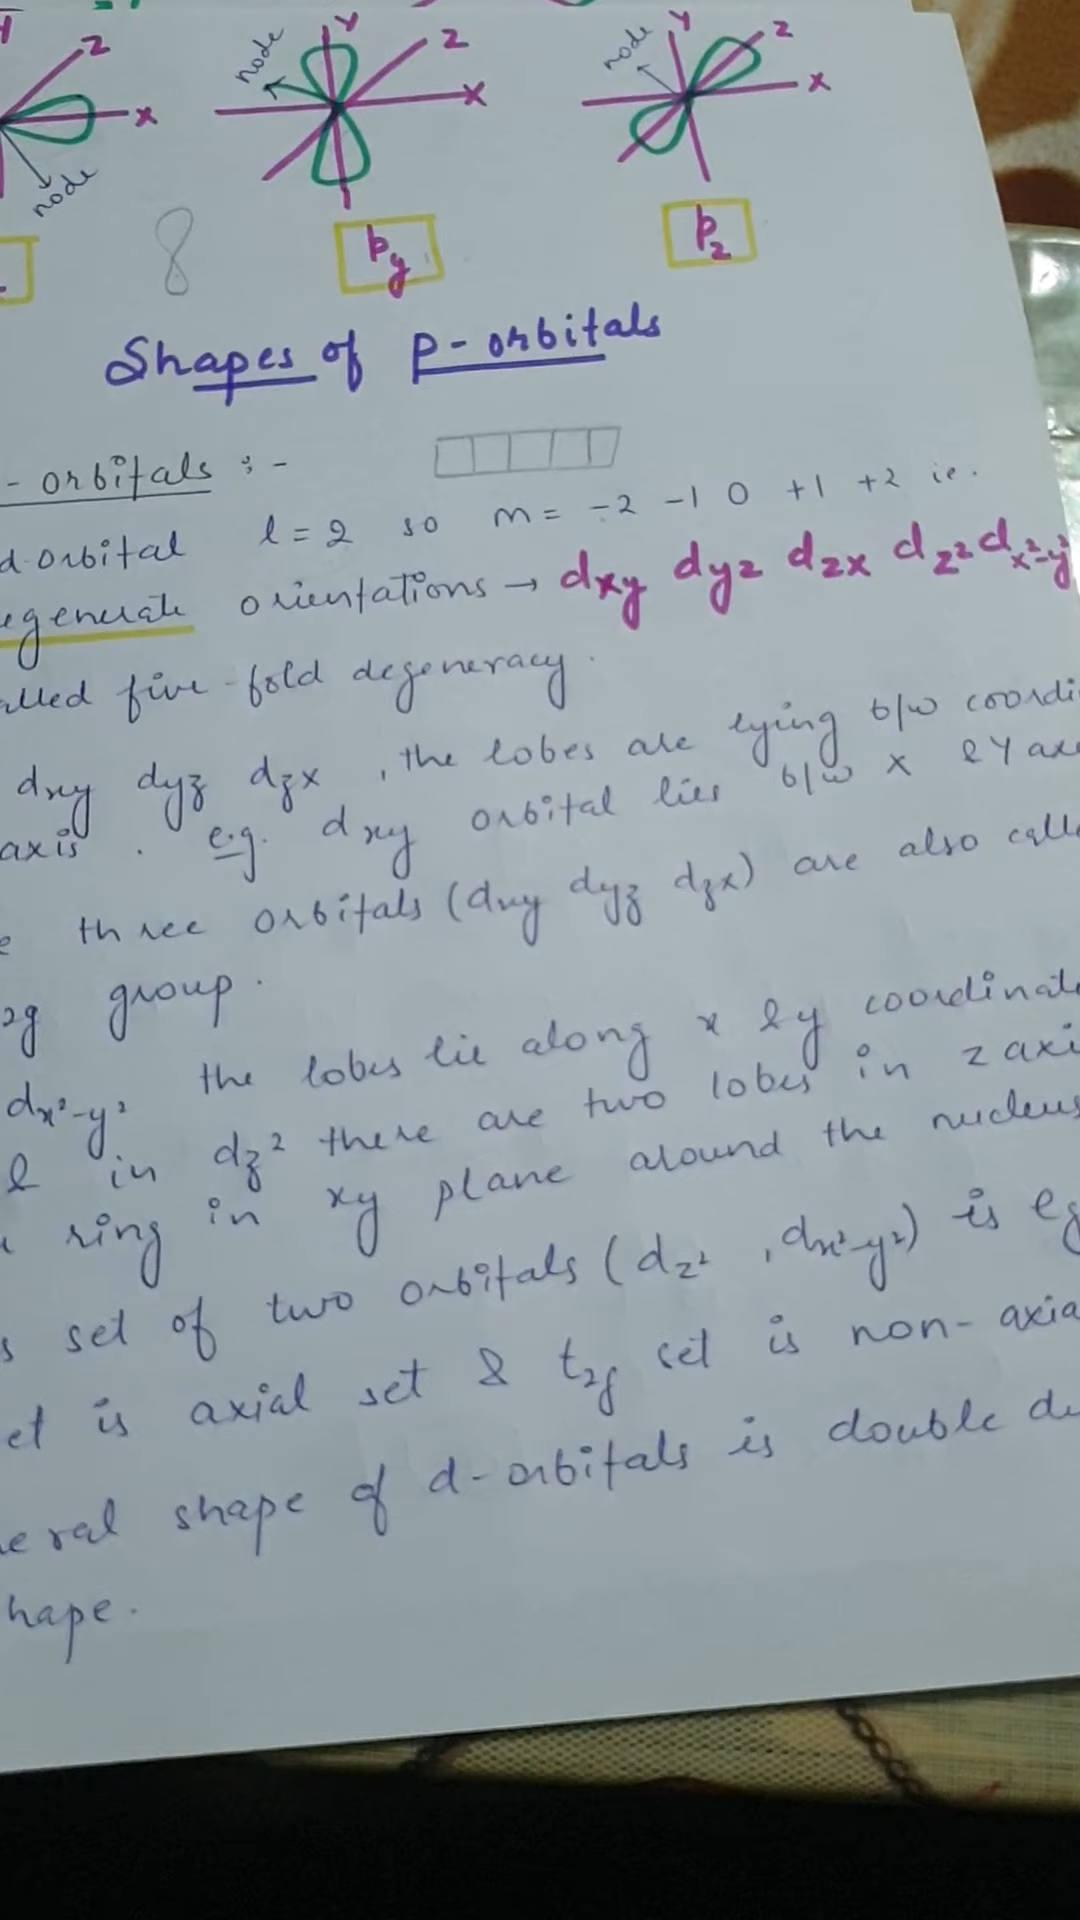 Y Z X node
node Y Z X
node Y Z X
8 py pz
Shapes of p-orbitals
- orbitals :-
d-orbital l = 2 so m = -2 -1 0 +1 +2 ie.
egenerate orientations → dxy dyz dzx dz² dx²-y²
alled five-fold degeneracy.
dxy dyz dzx , the lobes are lying b/w coordi
axis . e.g. dxy orbital lies b/w x & y axe
e three orbitals (dxy dyz dzx) are also calle
2g group.
dx²-y² the lobes lie along x & y coordinate
& in dz² there are two lobes in z axi
ring in xy plane around the nucleus
s set of two orbitals (dz² , dx²-y²) is eg
et is axial set & t2g set is non-axia
eral shape of d-orbitals is double du
hape.